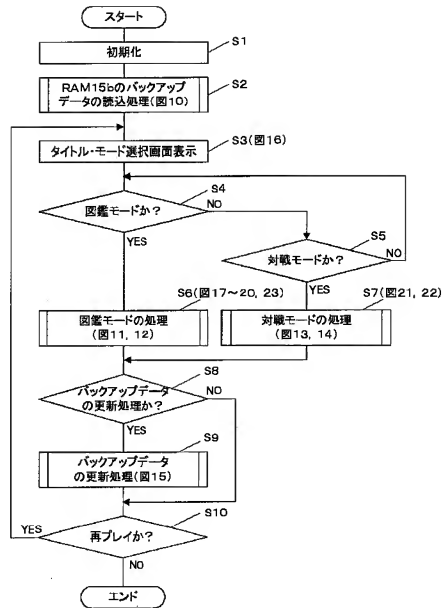 スタート
初期化
S1
RAM15bのバックアップ
データの読込処理(図10)
S2
タイトル・モード選択画面表示
S3(図16)
図鑑モードか?
S4
NO
YES
対戦モードか?
S5
NO
YES
S6(図17~20, 23)
図鑑モードの処理
(図11, 12)
S7(図21, 22)
対戦モードの処理
(図13, 14)
バックアップデータ
の更新処理か?
S8
NO
YES
バックアップデータ
の更新処理(図15)
S9
再プレイか?
S10
YES
NO
エンド